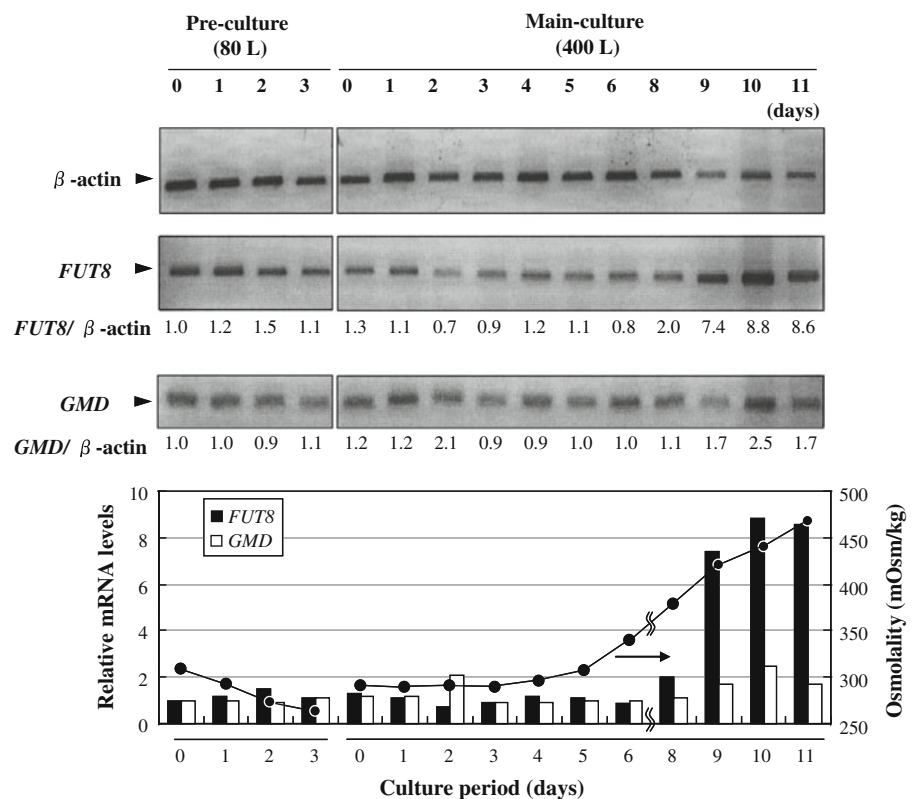 Pre-culture
(80 L)
Main-culture
(400 L)
0 1 2 3 0 1 2 3 4 5 6 8 9 10 11
(days)
β-actin
FUT8
FUT8/ β-actin 1.0 1.2 1.5 1.1 1.3 1.1 0.7 0.9 1.2 1.1 0.8 2.0 7.4 8.8 8.6
GMD
GMD/ β-actin 1.0 1.0 0.9 1.1 1.2 1.2 2.1 0.9 0.9 1.0 1.0 1.1 1.7 2.5 1.7
Relative mRNA levels
10
8
6
4
2
0
FUT8
GMD
500
450
400
350
300
250
Osmolality (mOsm/kg)
0 1 2 3 0 1 2 3 4 5 6 8 9 10 11
Culture period (days)